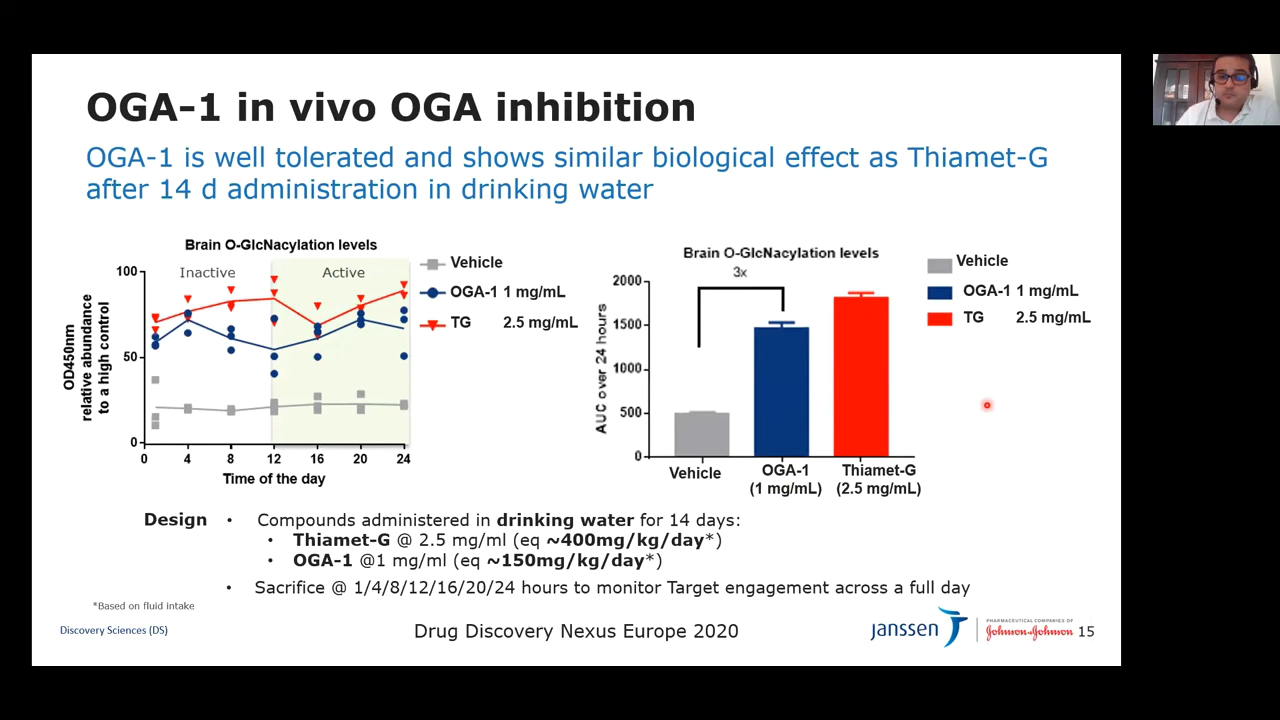 OGA-1 in vivo OGA inhibition
OGA-1 is well tolerated and shows similar biological effect as Thiamet-G
after 14 d administration in drinking water
Brain O-GlcNacylation levels
Inactive
Active
100
50
0
0
4
8
12
16
20
24
Time of the day
OD450nm
relative abundance
to a high control
Vehicle
OGA-1 1 mg/mL
TG 2.5 mg/mL
Brain O-GlcNacylation levels
3x
2000
1500
1000
500
0
AUC over 24 hours
Vehicle
OGA-1
(1 mg/mL)
Thiamet-G
(2.5 mg/mL)
Vehicle
OGA-1 1 mg/mL
TG 2.5 mg/mL
Design • Compounds administered in drinking water for 14 days:
• Thiamet-G @ 2.5 mg/ml (eq ~400mg/kg/day*)
• OGA-1 @1 mg/ml (eq ~150mg/kg/day*)
• Sacrifice @ 1/4/8/12/16/20/24 hours to monitor Target engagement across a full day
*Based on fluid intake
Discovery Sciences (DS)
Drug Discovery Nexus Europe 2020
janssen
PHARMACEUTICAL COMPANIES OF
Johnson & Johnson
15